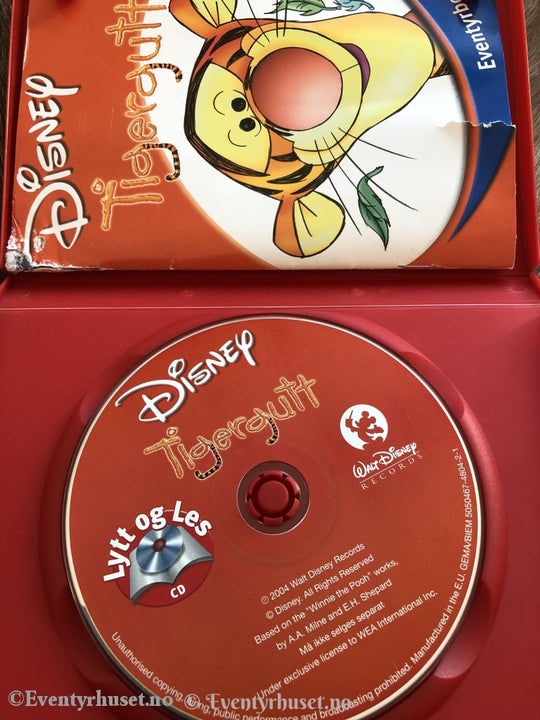 Disney
Tigergutt
Eventyrbo
Disney
Tigergutt
WALT DISNEY
RECORDS
Lytt og Les
CD
℗ 2004 Walt Disney Records
© Disney. All Rights Reserved
Based on the "Winnie the Pooh" works,
by A.A. Milne and E.H. Shepard
Må ikke selges separat
Under exclusive license to WEA International Inc.
Unauthorised copying, public performance and broadcasting prohibited. Manufactured in the E.U. GEMA/BIEM 5050467-4804-2-1
©Eventyrhuset.no ©Eventyrhuset.no